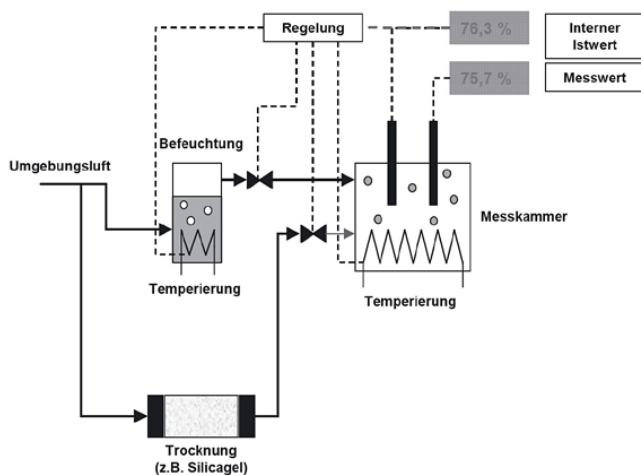 Regelung
76,3 %
Interner
Istwert
75,7 %
Messwert
Befeuchtung
Umgebungsluft
Messkammer
Temperierung
Temperierung
Trocknung
(z.B. Silicagel)